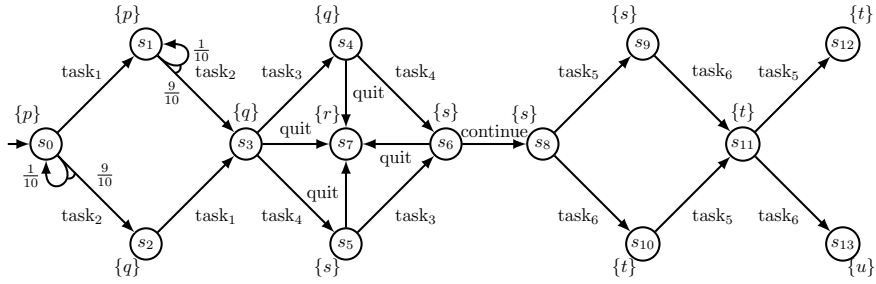 {p} {q} {s} {t}
s₁ 1/10 s₄ s₉ s₁₂
task₁ task₂ task₃ task₄ task₅ task₆ task₅
9/10 quit
{p} {q} {r} {s} {s} {t}
s₀ s₃ quit s₇ quit s₆ continue s₈ s₁₁
1/10 9/10 quit
task₂ task₁ task₄ task₃ task₆ task₅ task₆
s₂ s₅ s₁₀ s₁₃
{q} {s} {t} {u}